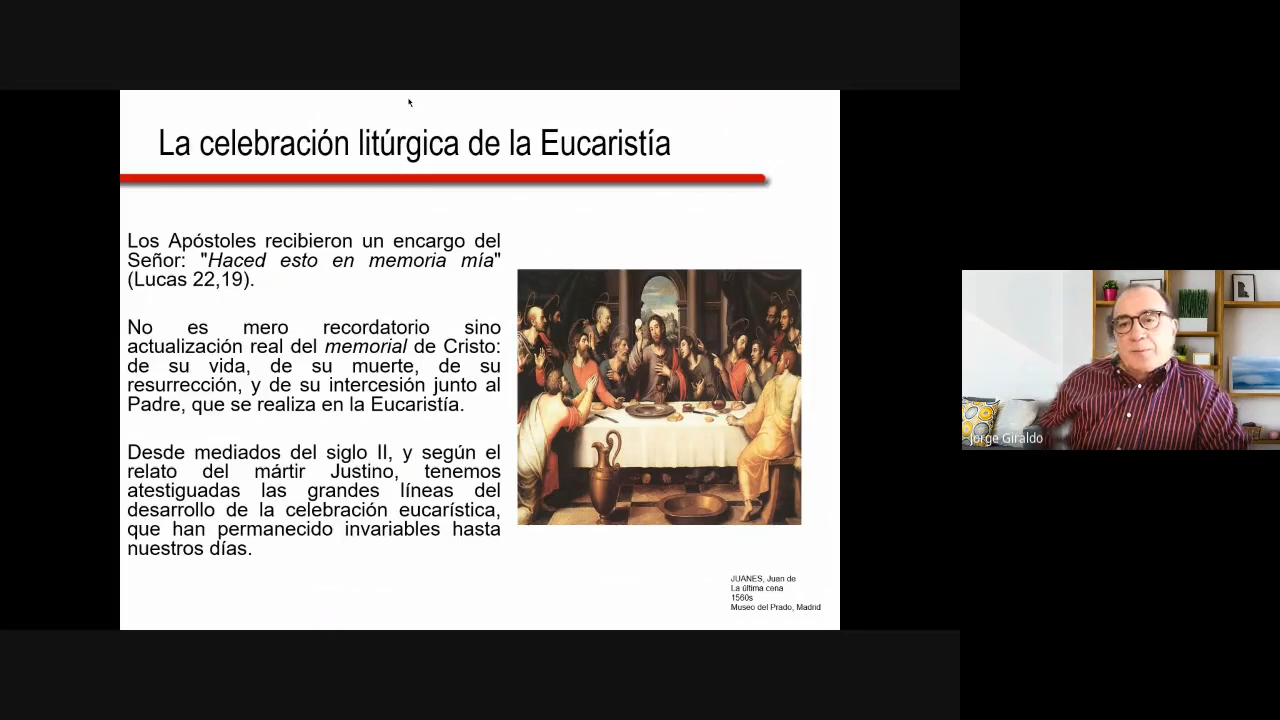 La celebración litúrgica de la Eucaristía
Los Apóstoles recibieron un encargo del
Señor: "Haced esto en memoria mía"
(Lucas 22,19).
No es mero recordatorio sino
actualización real del memorial de Cristo:
de su vida, de su muerte, de su
resurrección, y de su intercesión junto al
Padre, que se realiza en la Eucaristía.
Desde mediados del siglo II, y según el
relato del mártir Justino, tenemos
atestiguadas las grandes líneas del
desarrollo de la celebración eucarística,
que han permanecido invariables hasta
nuestros días.
JUANES, Juan de
La última cena
1560s
Museo del Prado, Madrid
Jorge Giraldo